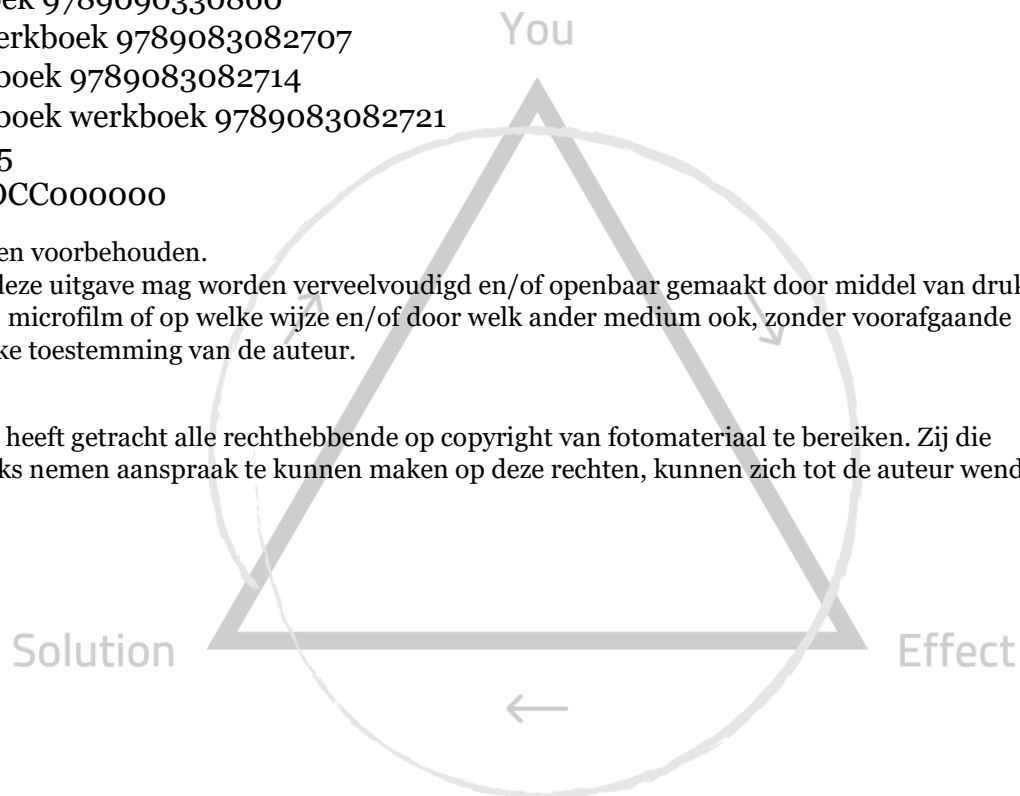 ek 9789090330860
You
erkboek 9789083082707
boek 9789083082714
boek werkboek 9789083082721
5
OCC000000
en voorbehouden.
deze uitgave mag worden verveelvoudigd en/of openbaar gemaakt door middel van druk
, microfilm of op welke wijze en/of door welk ander medium ook, zonder voorafgaande
ke toestemming van de auteur.
heeft getracht alle rechthebbende op copyright van fotomateriaal te bereiken. Zij die
ks nemen aanspraak te kunnen maken op deze rechten, kunnen zich tot de auteur wend
Solution
Effect